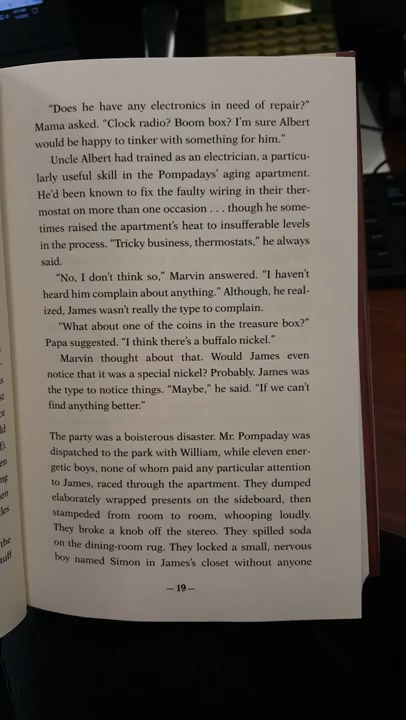 “Does he have any electronics in need of repair?”
Mama asked. “Clock radio? Boom box? I’m sure Albert
would be happy to tinker with something for him.”
Uncle Albert had trained as an electrician, a particu-
larly useful skill in the Pompadays’ aging apartment.
He’d been known to fix the faulty wiring in their ther-
mostat on more than one occasion . . . though he some-
times raised the apartment’s heat to insufferable levels
in the process. “Tricky business, thermostats,” he always
said.
“No, I don’t think so,” Marvin answered. “I haven’t
heard him complain about anything.” Although, he real-
ized, James wasn’t really the type to complain.
“What about one of the coins in the treasure box?”
Papa suggested. “I think there’s a buffalo nickel.”
Marvin thought about that. Would James even
notice that it was a special nickel? Probably. James was
the type to notice things. “Maybe,” he said. “If we can’t
find anything better.”
The party was a boisterous disaster. Mr. Pompaday was
dispatched to the park with William, while eleven ener-
getic boys, none of whom paid any particular attention
to James, raced through the apartment. They dumped
elaborately wrapped presents on the sideboard, then
stampeded from room to room, whooping loudly.
They broke a knob off the stereo. They spilled soda
on the dining-room rug. They locked a small, nervous
boy named Simon in James’s closet without anyone
— 19 —